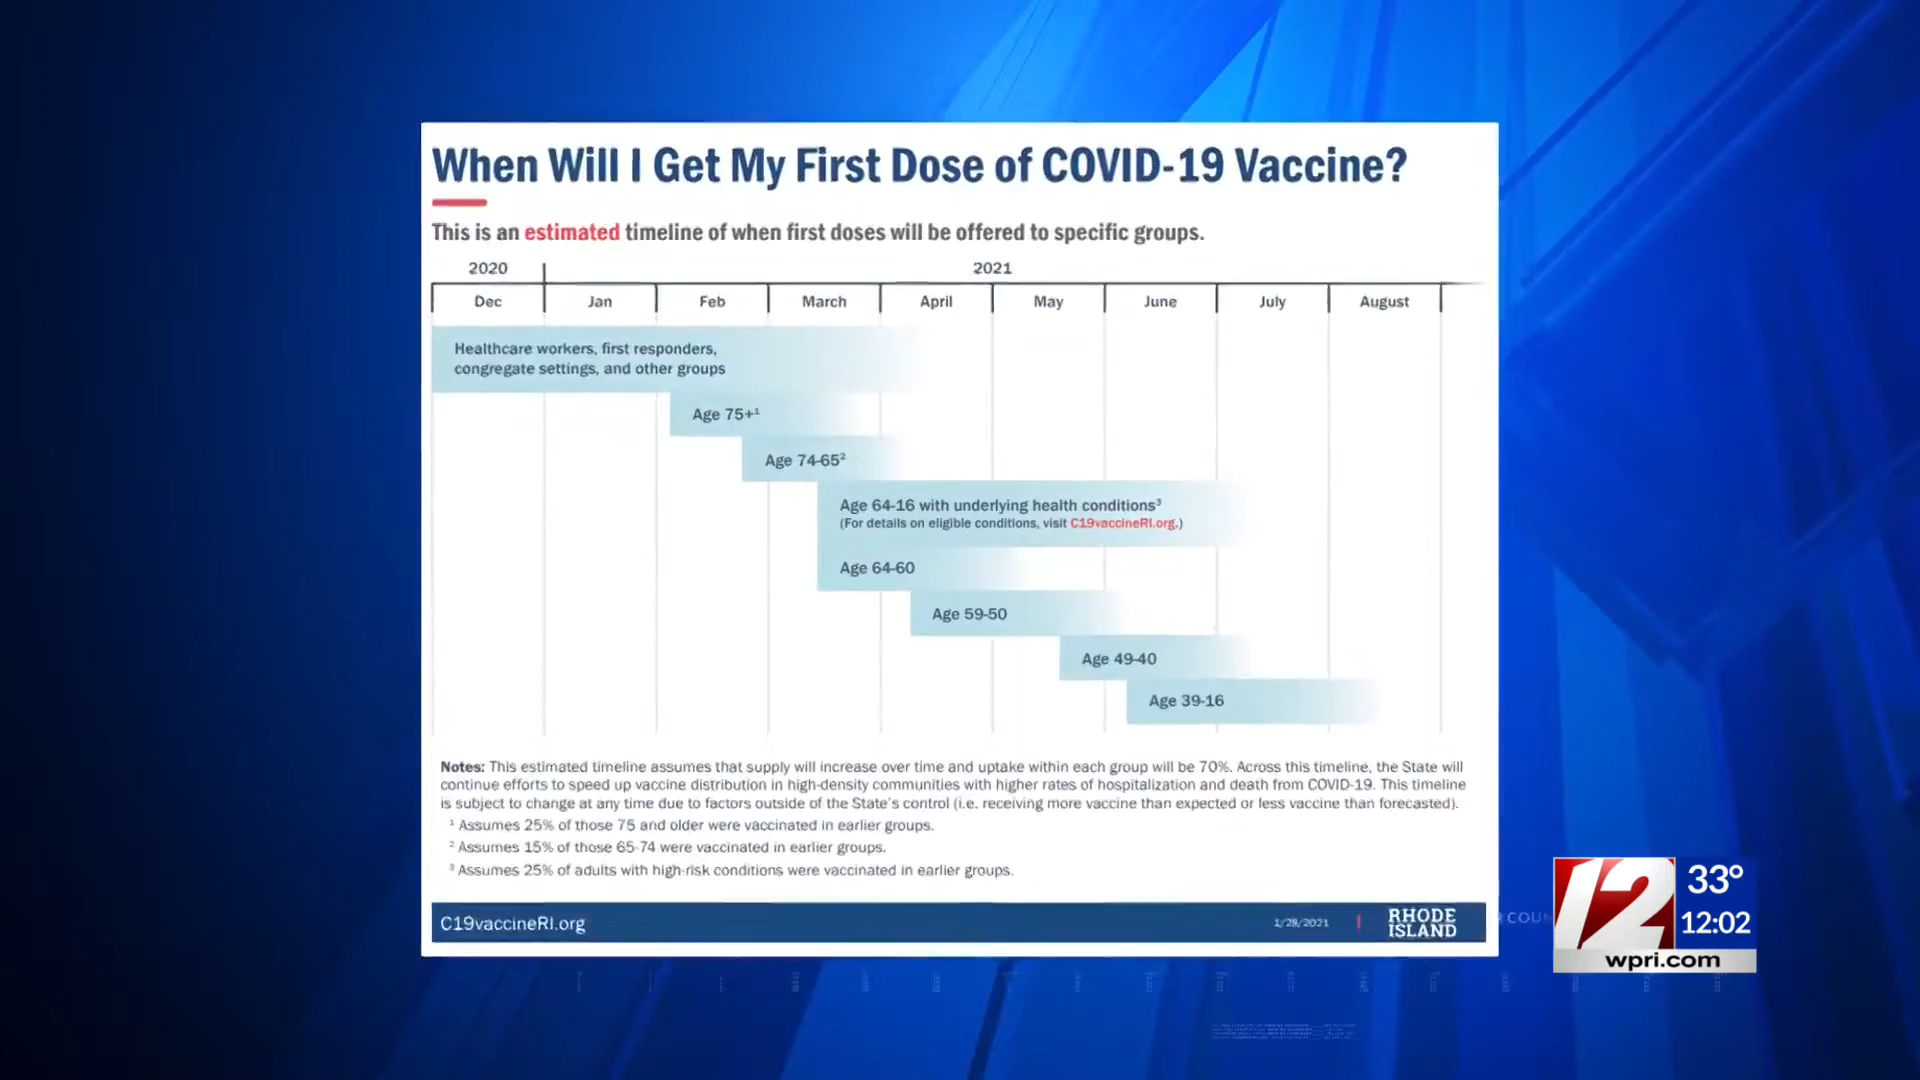 When Will I Get My First Dose of COVID-19 Vaccine?
This is an estimated timeline of when first doses will be offered to specific groups.
2020 2021
Dec Jan Feb March April May June July August
Healthcare workers, first responders,
congregate settings, and other groups
Age 75+¹
Age 74-65²
Age 64-16 with underlying health conditions³
(For details on eligible conditions, visit C19vaccineRI.org.)
Age 64-60
Age 59-50
Age 49-40
Age 39-16
Notes: This estimated timeline assumes that supply will increase over time and uptake within each group will be 70%. Across this timeline, the State will
continue efforts to speed up vaccine distribution in high-density communities with higher rates of hospitalization and death from COVID-19. This timeline
is subject to change at any time due to factors outside of the State's control (i.e. receiving more vaccine than expected or less vaccine than forecasted).
¹ Assumes 25% of those 75 and older were vaccinated in earlier groups.
² Assumes 15% of those 65-74 were vaccinated in earlier groups.
³ Assumes 25% of adults with high-risk conditions were vaccinated in earlier groups.
C19vaccineRI.org 1/28/2021 | RHODE
ISLAND
12 33°
12:02
wpri.com